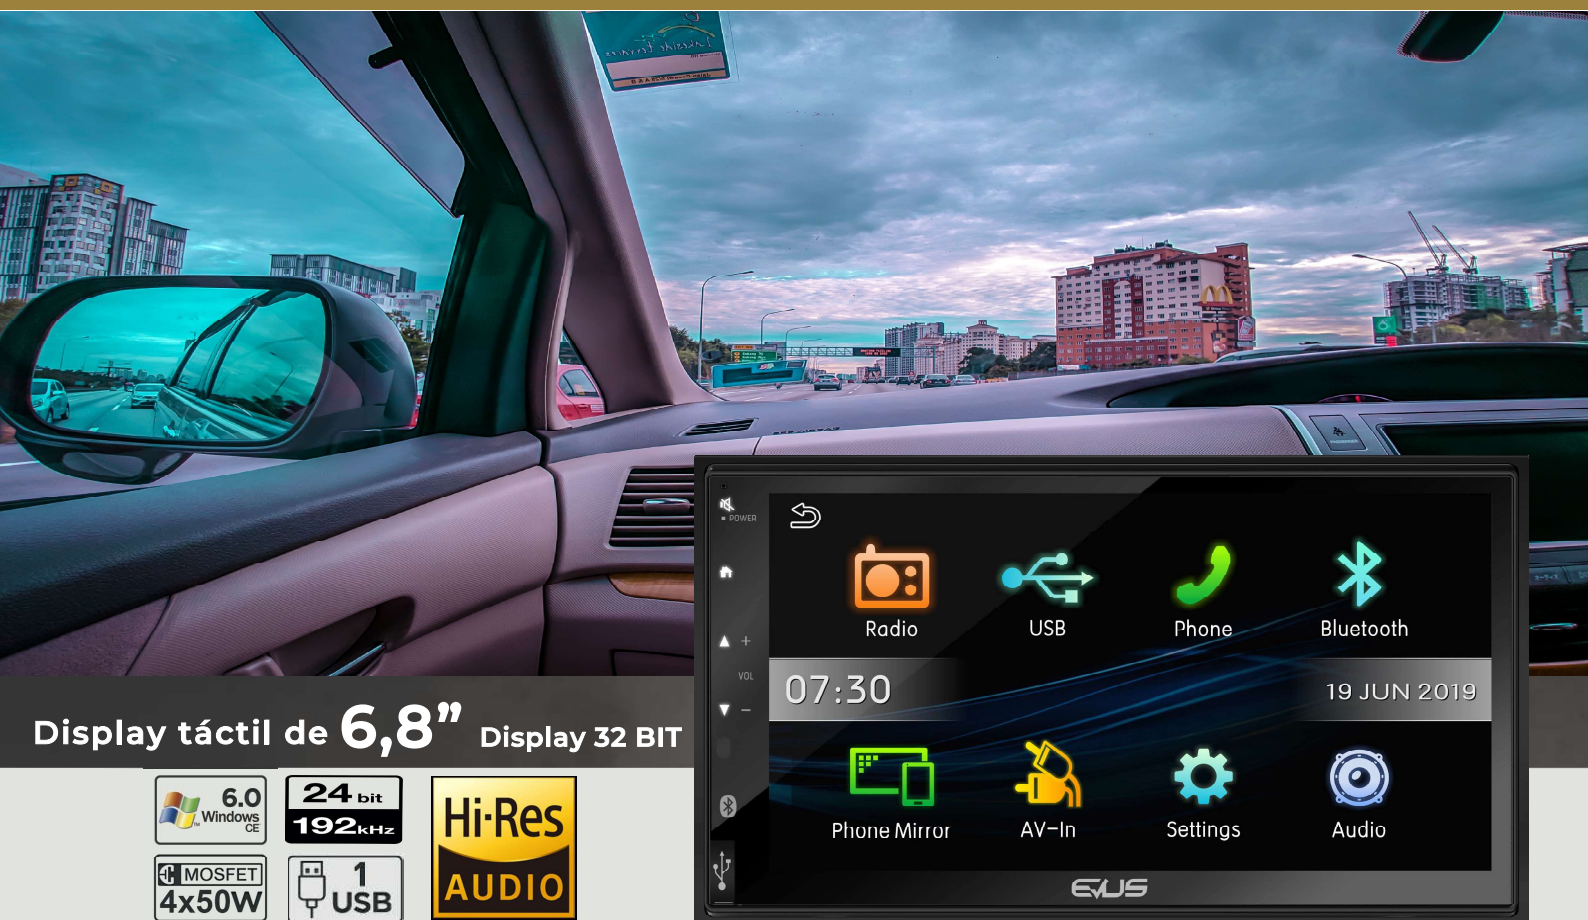 POWER
VOL
Radio
USB
Phone
Bluetooth
07:30
19 JUN 2019
Phone Mirror
AV-In
Settings
Audio
EVUS
Display táctil de 6,8” Display 32 BIT
6.0
Windows
CE
24 bit
192kHz
Hi-Res
AUDIO
MOSFET
4x50W
1
USB